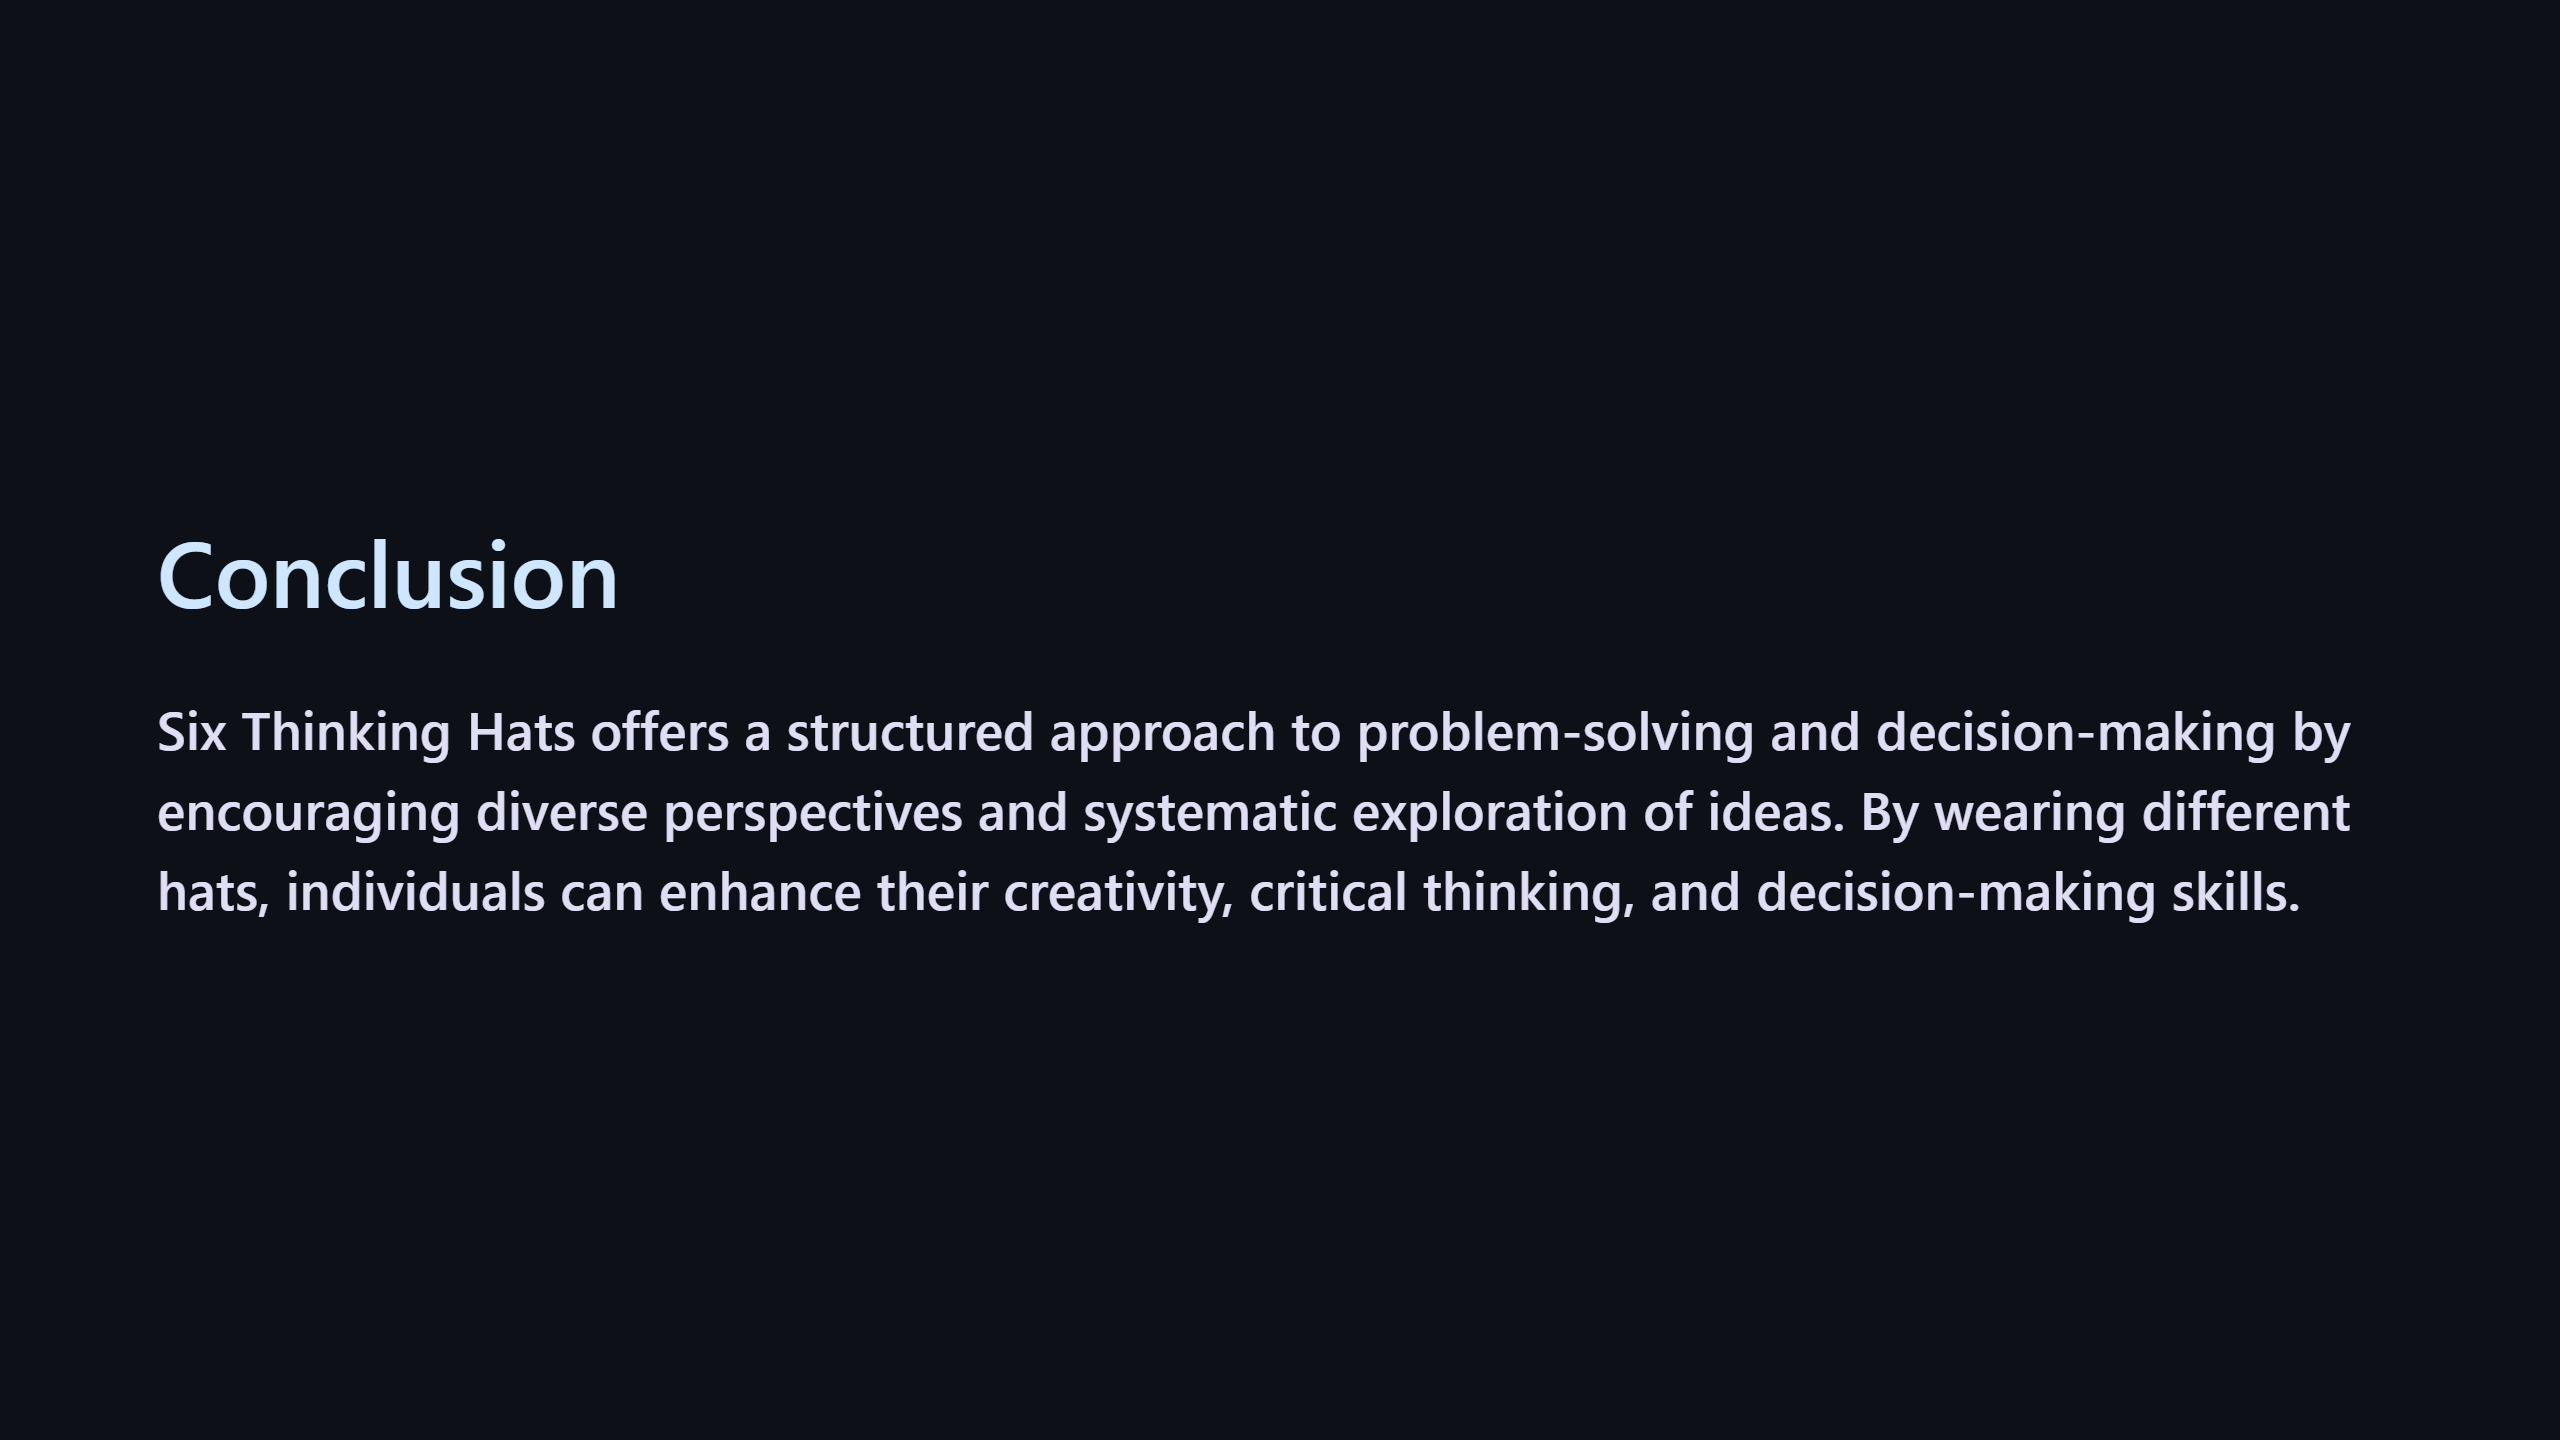 Conclusion
Six Thinking Hats offers a structured approach to problem-solving and decision-making by
encouraging diverse perspectives and systematic exploration of ideas. By wearing different
hats, individuals can enhance their creativity, critical thinking, and decision-making skills.